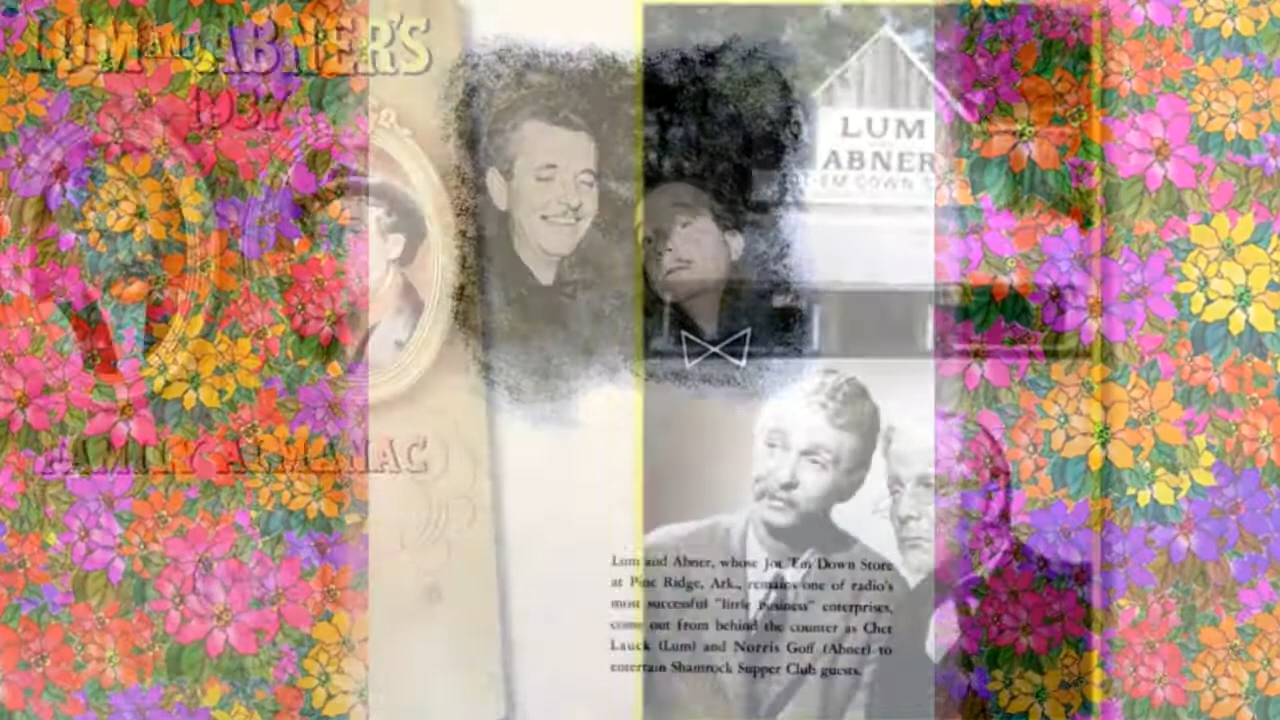 LUM AND ABNER'S
1937
FAMILY ALMANAC
LUM
ABNER
'EM DOWN
Lum and Abner, whose Jot 'Em Down Store
at Pine Ridge, Ark., remains one of radio's
most successful "little business" enterprises,
come out from behind the counter as Chet
Lauck (Lum) and Norris Goff (Abner) to
entertain Shamrock Supper Club guests.